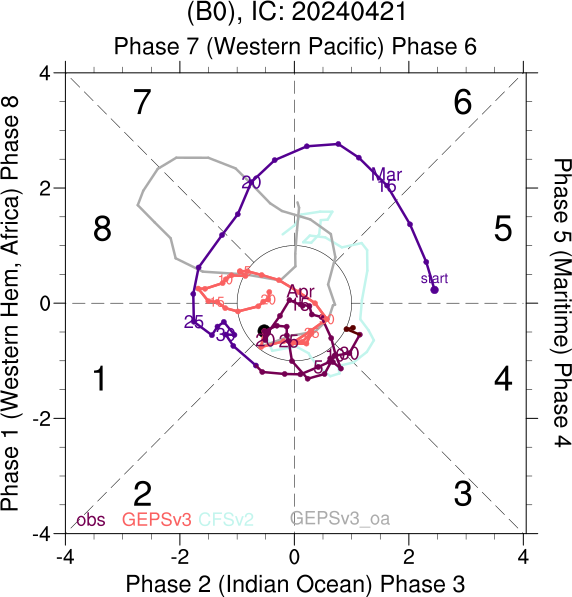 (B0), IC: 20240421
Phase 7 (Western Pacific) Phase 6
Phase 1 (Western Hem, Africa) Phase 8
Phase 5 (Maritime) Phase 4
4
2
0
-2
-4
7
6
8
5
1
4
2
3
Mar
15
20
start
25
Apr
15
10
15
20
0
25
20
25
30
5
10
30
obs GEPSv3 CFSv2 GEPSv3_oa
-4 -2 0 2 4
Phase 2 (Indian Ocean) Phase 3